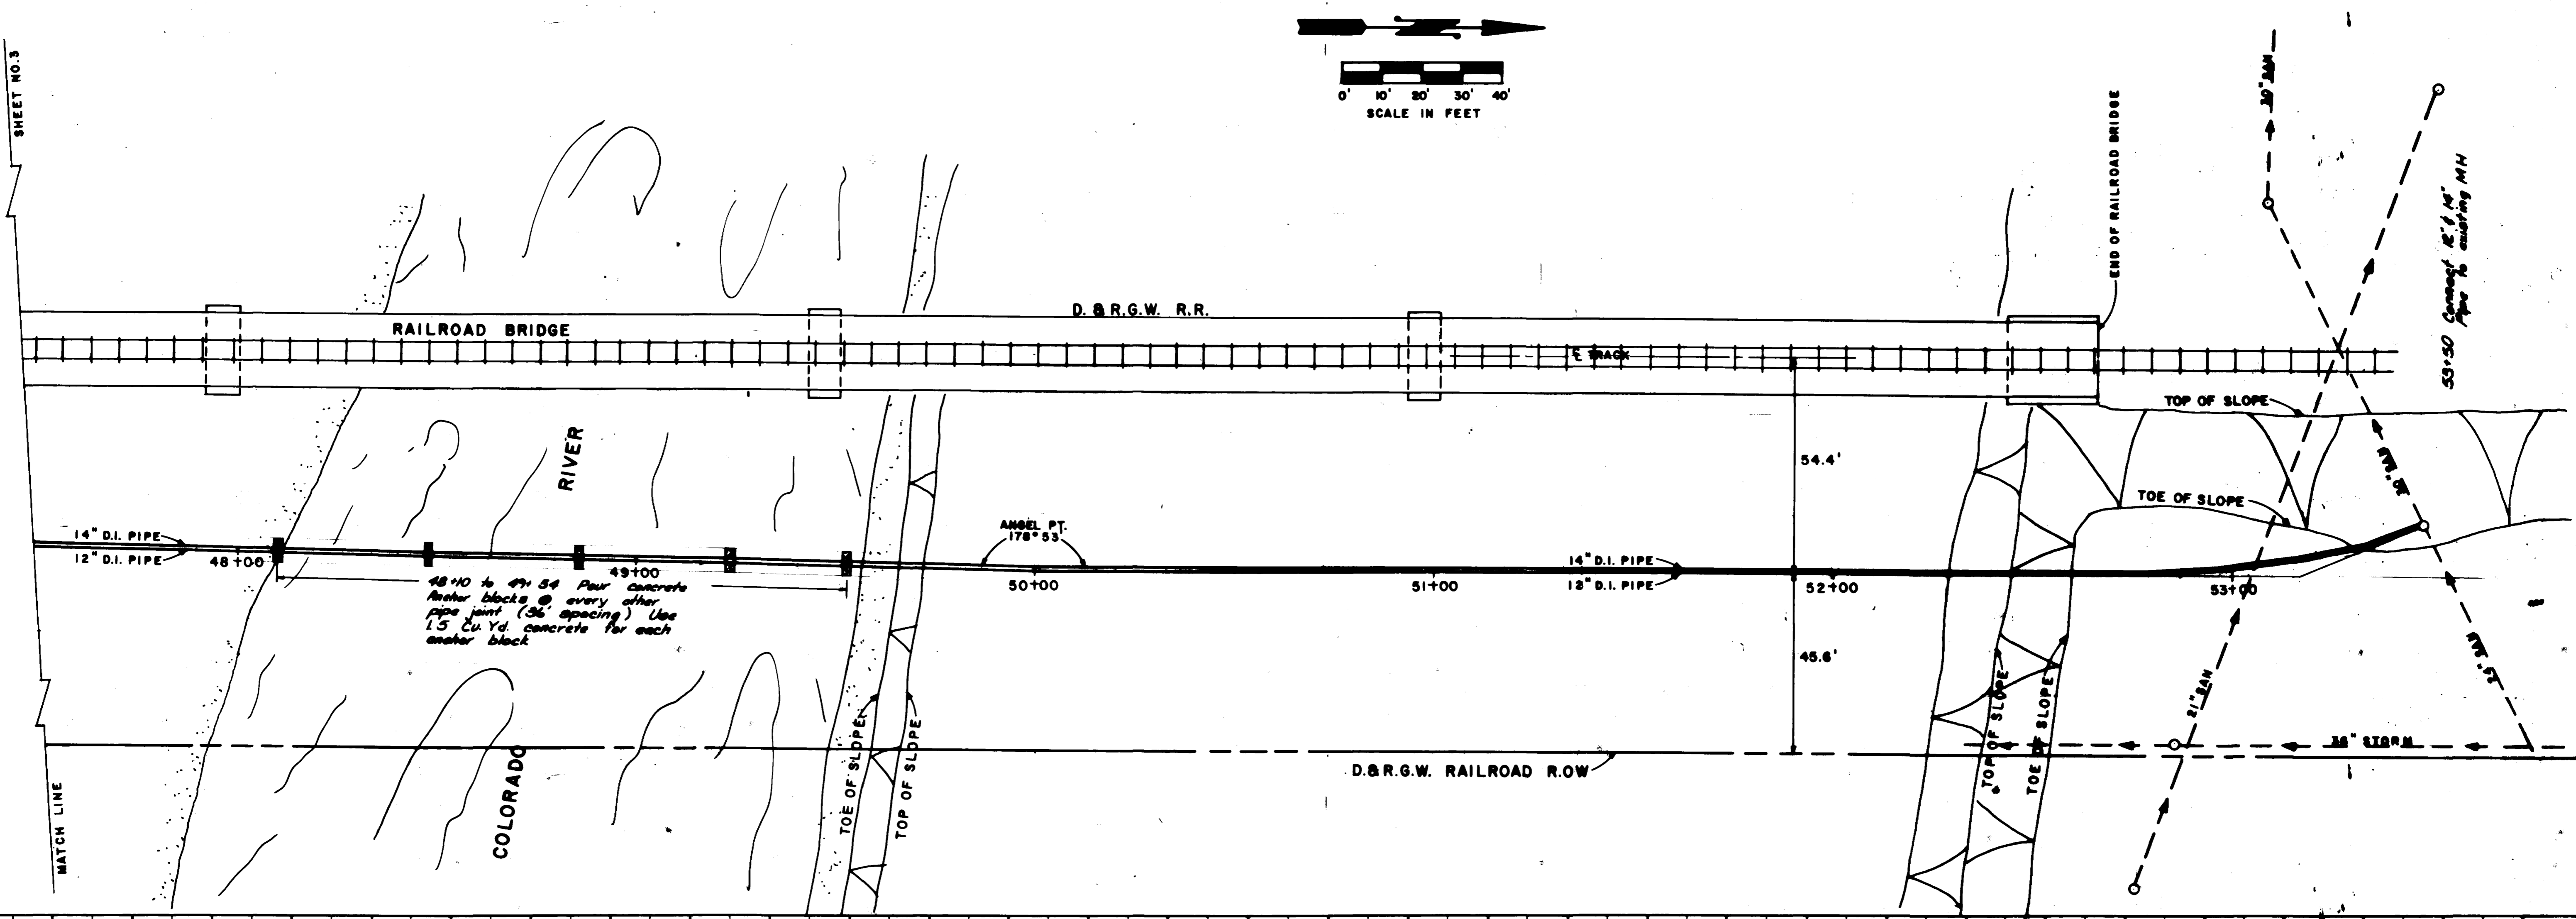 SHEET NO.3
0' 10' 20' 30' 40'
SCALE IN FEET
END OF RAILROAD BRIDGE
53+50 Connect 12" & 14"
Pipe to existing MH
D. & R.G.W. R.R.
RAILROAD BRIDGE
℄ TRACK
TOP OF SLOPE
54.4'
RIVER
TOE OF SLOPE
14" D.I. PIPE
12" D.I. PIPE
48+00
49+00
ANGEL PT.
178° 53'
50+00
51+00
14" D.I. PIPE
12" D.I. PIPE
52+00
53+00
48+10 to 49+54 Pour concrete
Anchor blocks @ every other
pipe joint (36' spacing) Use
1.5 Cu. Yd. concrete for each
anchor block
45.6'
24" SAN
21" SAN
TOE OF SLOPE
TOP OF SLOPE
TOP OF SLOPE
TOE OF SLOPE
36" STORM
D.&R.G.W. RAILROAD R.O.W
COLORADO
MATCH LINE